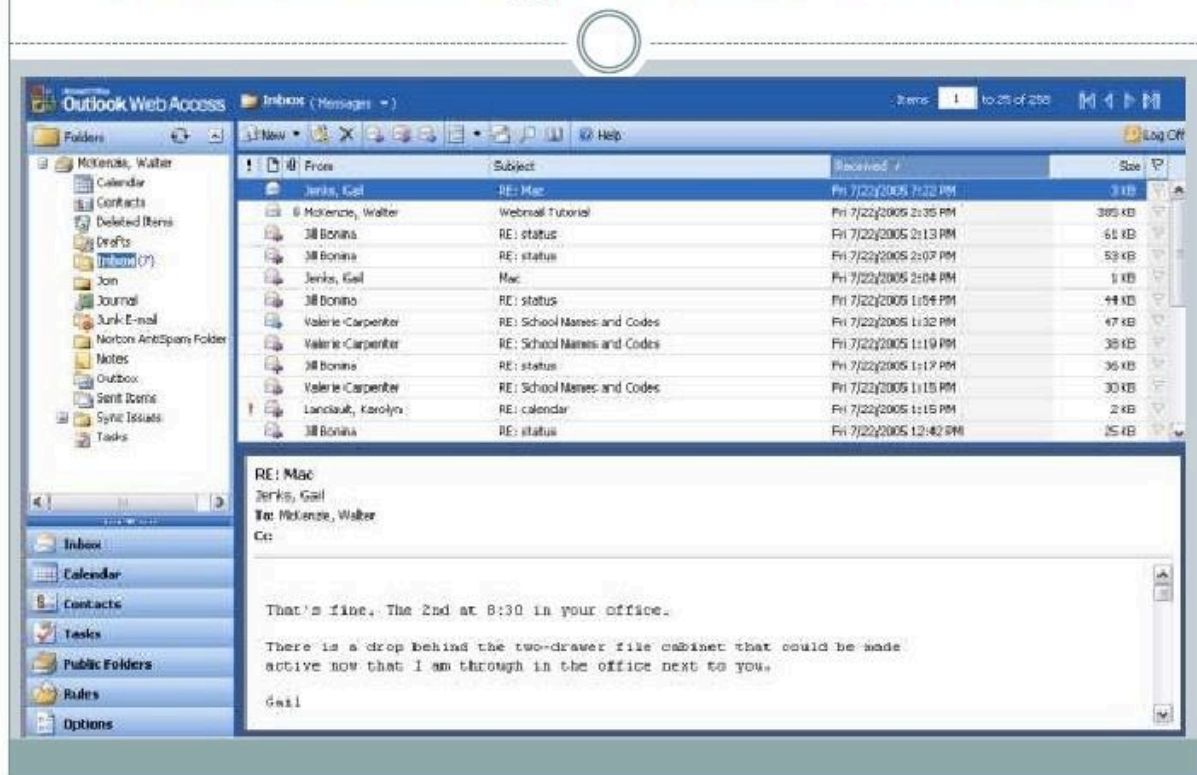 Outlook Web Access
Inbox (Messages)
Items 1 to 25 of 258
Folders
New
Help
Log Off
McKenzie, Walter
Calendar
Contacts
Deleted Items
Drafts
Inbox (7)
Join
Journal
Junk E-mail
Norton AntiSpam Folder
Notes
Outbox
Sent Items
Sync Issues
Tasks
! From Subject Received Size
Jenks, Gail RE: Mac Fri 7/22/2005 7:22 PM 3 KB
McKenzie, Walter Webmail Tutorial Fri 7/22/2005 2:35 PM 385 KB
Jill Bonina RE: status Fri 7/22/2005 2:13 PM 61 KB
Jill Bonina RE: status Fri 7/22/2005 2:07 PM 53 KB
Jenks, Gail Mac Fri 7/22/2005 2:04 PM 1 KB
Jill Bonina RE: status Fri 7/22/2005 1:54 PM 44 KB
Valerie Carpenter RE: School Names and Codes Fri 7/22/2005 1:32 PM 47 KB
Valerie Carpenter RE: School Names and Codes Fri 7/22/2005 1:19 PM 38 KB
Jill Bonina RE: status Fri 7/22/2005 1:17 PM 36 KB
Valerie Carpenter RE: School Names and Codes Fri 7/22/2005 1:15 PM 30 KB
! Lanciault, Karolyn RE: calendar Fri 7/22/2005 1:15 PM 2 KB
Jill Bonina RE: status Fri 7/22/2005 12:42 PM 25 KB
Inbox
Calendar
Contacts
Tasks
Public Folders
Rules
Options
RE: Mac
Jenks, Gail
To: McKenzie, Walter
Cc:
That's fine. The 2nd at 8:30 in your office.
There is a drop behind the two-drawer file cabinet that could be made
active now that I am through in the office next to you.
Gail